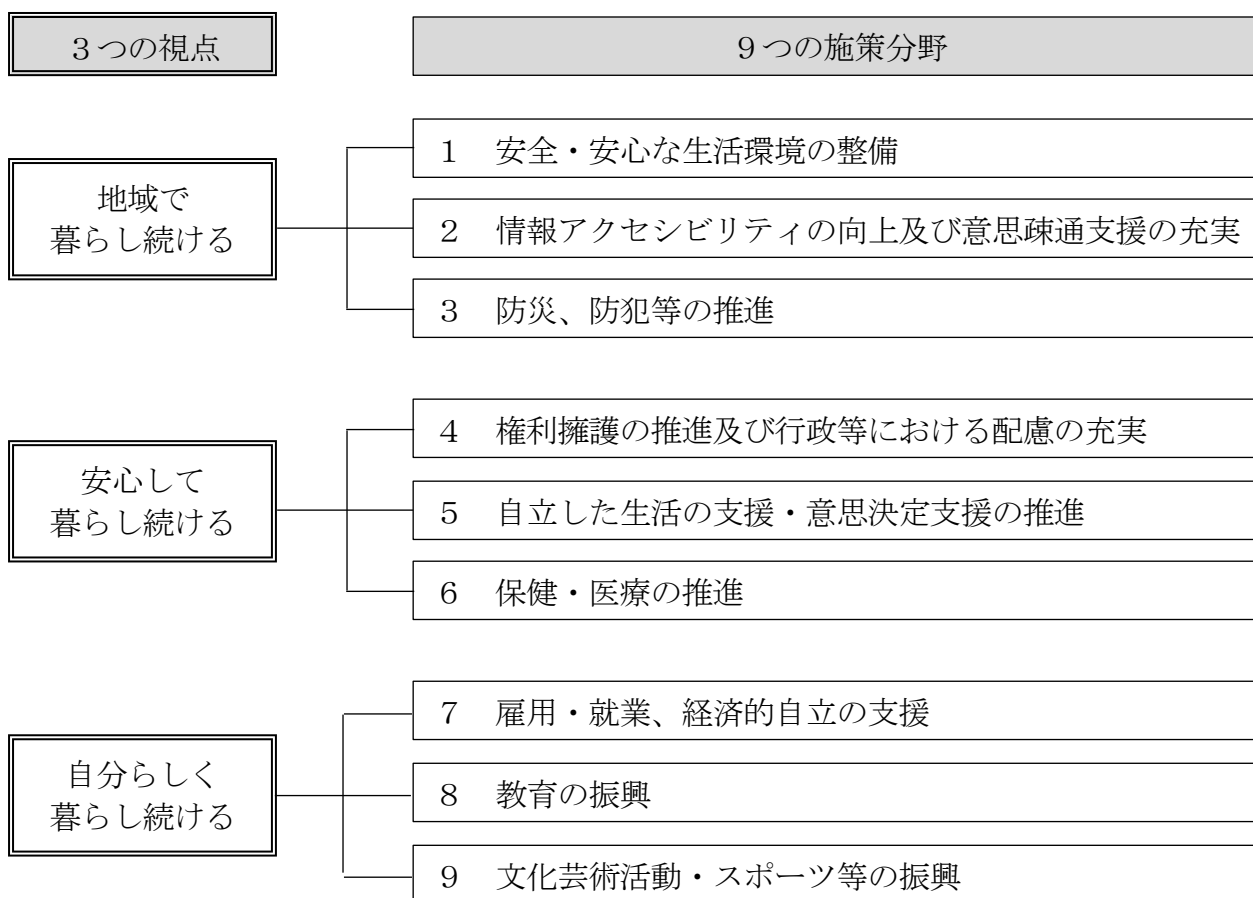 ３つの視点
９つの施策分野
地域で
暮らし続ける
１　安全・安心な生活環境の整備
２　情報アクセシビリティの向上及び意思疎通支援の充実
３　防災、防犯等の推進
安心して
暮らし続ける
４　権利擁護の推進及び行政等における配慮の充実
５　自立した生活の支援・意思決定支援の推進
６　保健・医療の推進
自分らしく
暮らし続ける
７　雇用・就業、経済的自立の支援
８　教育の振興
９　文化芸術活動・スポーツ等の振興